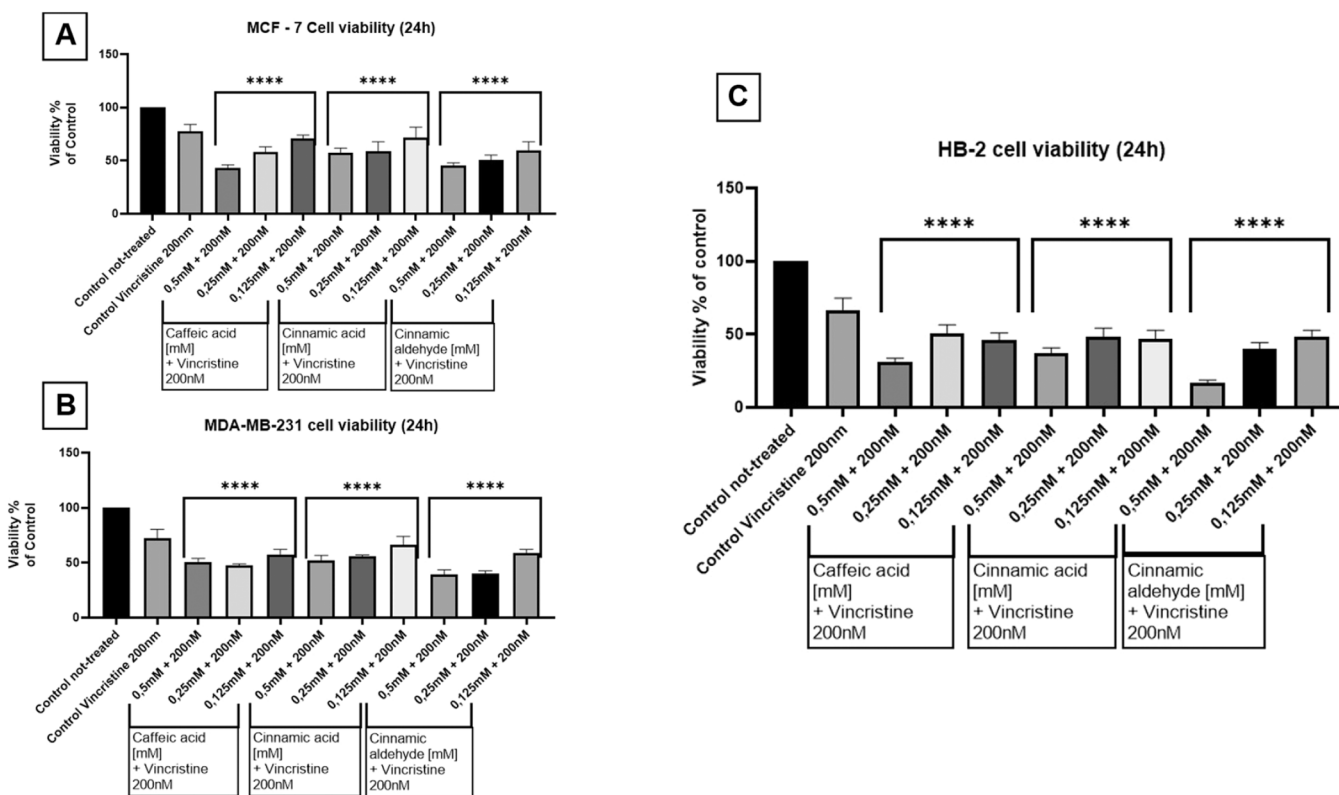 A
MCF - 7 Cell viability (24h)
Viability %
of Control
150
100
50
0
****
****
****
Control not-treated
Control Vincristine 200nm
0.5mM + 200nM
0,25mM + 200nM
0,125mM + 200nM
0.5mM + 200nM
0,25mM + 200nM
0,125mM + 200nM
0.5mM + 200nM
0,25mM + 200nM
0,125mM + 200nM
Caffeic acid
[mM]
+ Vincristine
200nM
Cinnamic acid
[mM]
+ Vincristine
200nM
Cinnamic
aldehyde [mM]
+ Vincristine
200nM
B
MDA-MB-231 cell viability (24h)
Viability %
of Control
150
100
50
0
****
****
****
Control not-treated
Control Vincristine 200nm
0,5mM + 200nM
0,25mM + 200nM
0,125mM + 200nM
0,5mM + 200nM
0,25mM + 200nM
0,125mM + 200nM
0,5mM + 200nM
0,25mM + 200nM
0,125mM + 200nM
Caffeic acid
[mM]
+ Vincristine
200nM
Cinnamic acid
[mM]
+ Vincristine
200nM
Cinnamic
aldehyde [mM]
+ Vincristine
200nM
C
HB-2 cell viability (24h)
Viability % of control
150
100
50
0
****
****
****
Control not-treated
Control Vincristine 200nm
0,5mM + 200nM
0,25mM + 200nM
0,125mM + 200nM
0,5mM + 200nM
0,25mM + 200nM
0,125mM + 200nM
0,5mM + 200nM
0,25mM + 200nM
0,125mM + 200nM
Caffeic acid
[mM]
+ Vincristine
200nM
Cinnamic acid
[mM]
+ Vincristine
200nM
Cinnamic
aldehyde [mM]
+ Vincristine
200nM